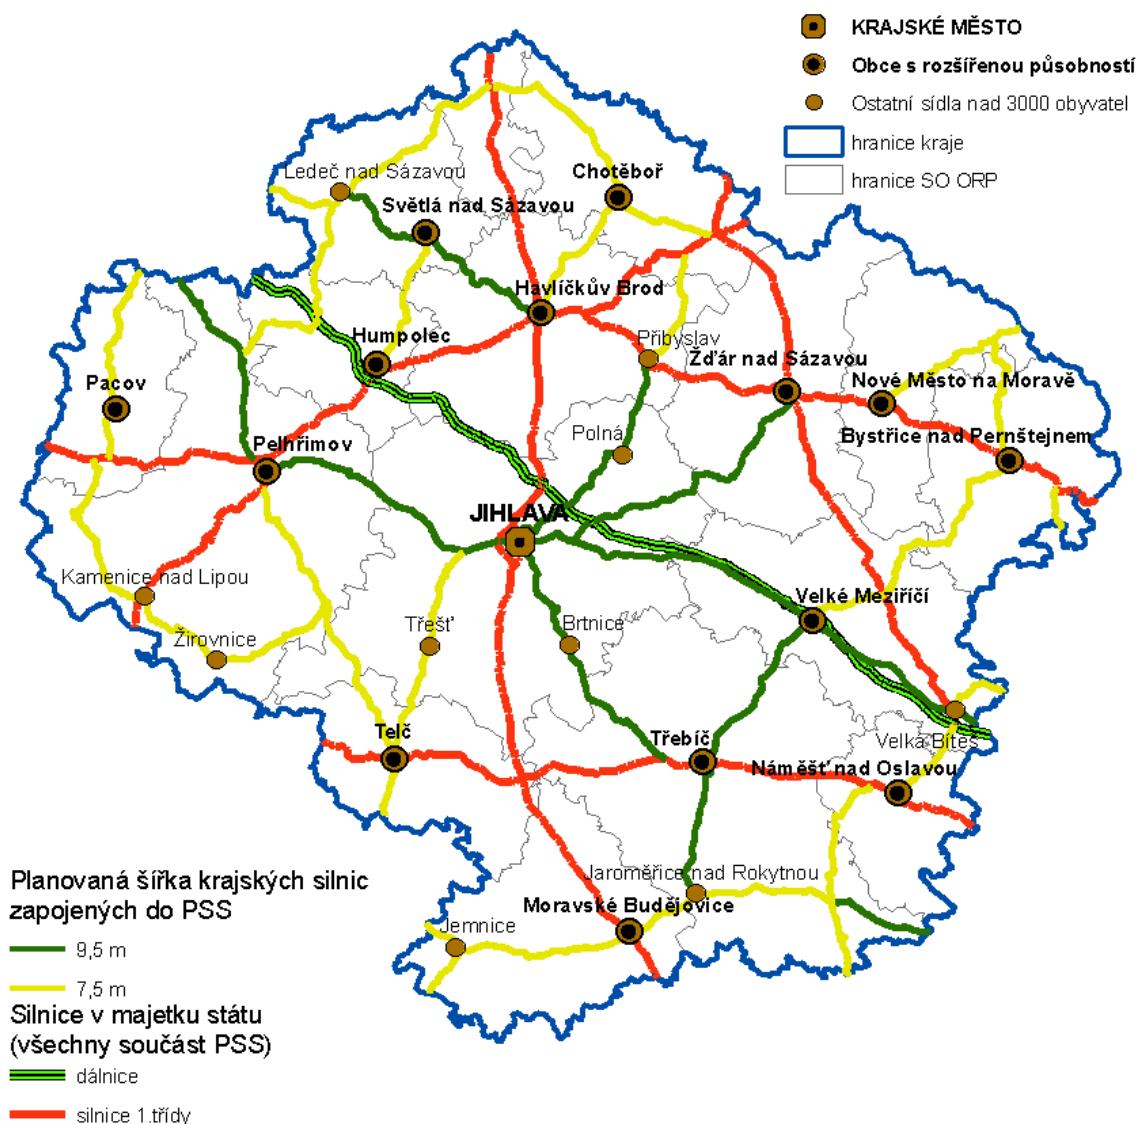 KRAJSKÉ MĚSTO
Obce s rozšířenou působností
Ostatní sídla nad 3000 obyvatel
hranice kraje
hranice SO ORP
Ledeč nad Sázavou
Chotěboř
Světlá nad Sázavou
Havlíčkův Brod
Humpolec
Přibyslav
Žďár nad Sázavou
Pacov
Nové Město na Moravě
Polná
Bystřice nad Pernštejnem
Pelhřimov
JIHLAVA
Kamenice nad Lipou
Velké Meziříčí
Žirovnice
Třešť
Brtnice
Telč
Třebíč
Velká Bíteš
Náměšť nad Oslavou
Jaroměřice nad Rokytnou
Moravské Budějovice
Jemnice
Planovaná šířka krajských silnic
zapojených do PSS
9,5 m
7,5 m
Silnice v majetku státu
(všechny součást PSS)
dálnice
silnice 1.třídy